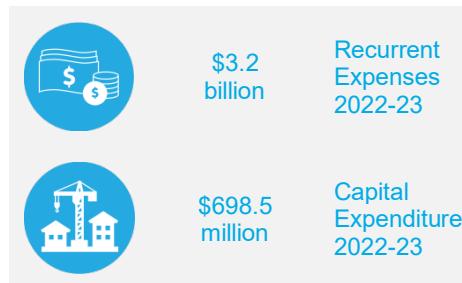 $
$
$3.2
billion
Recurrent
Expenses
2022-23
$698.5
million
Capital
Expenditure
2022-23